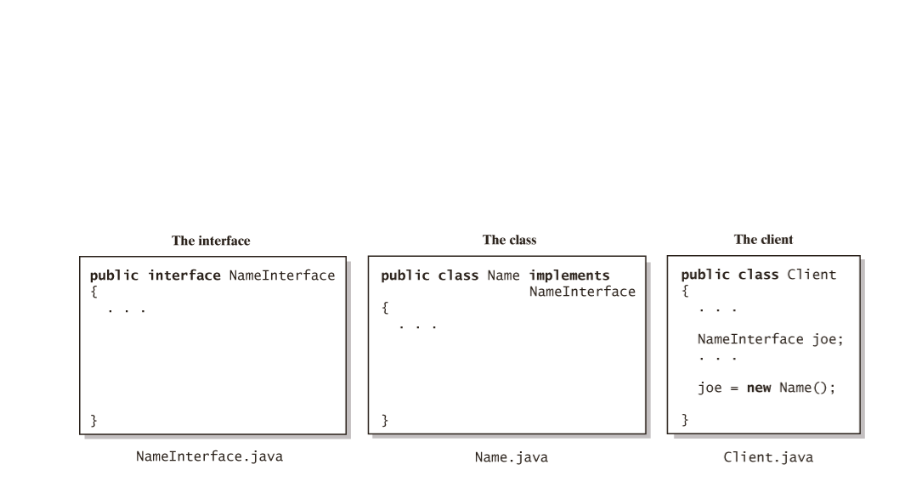 The interface
public interface NameInterface
{
. . .
}
NameInterface.java
The class
public class Name implements
NameInterface
{
. . .
}
Name.java
The client
public class Client
{
. . .
NameInterface joe;
. . .
joe = new Name();
}
Client.java